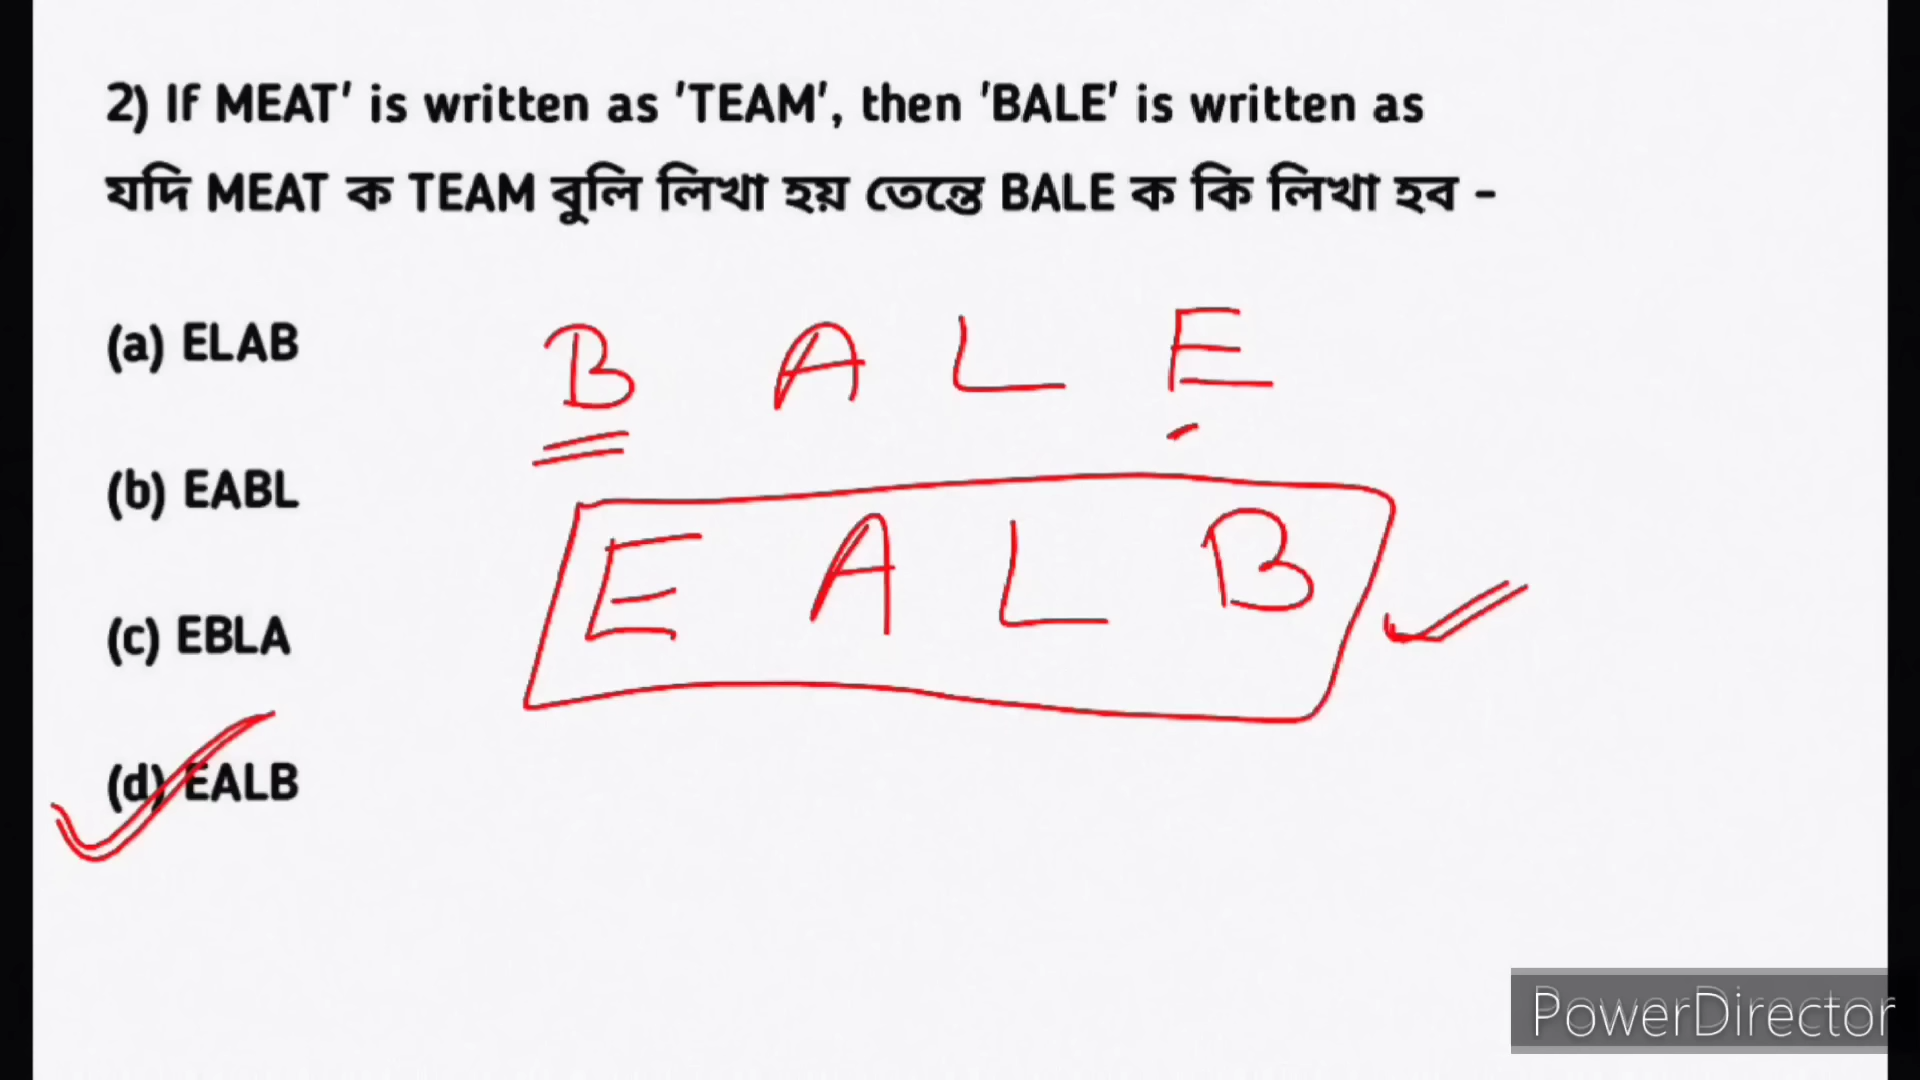 2) If MEAT' is written as 'TEAM', then 'BALE' is written as
যদি MEAT ক TEAM বুলি লিখা হয় তেন্তে BALE ক কি লিখা হব -
(a) ELAB
B A L E
(b) EABL
E A L B
(c) EBLA
(d) EALB
PowerDirector